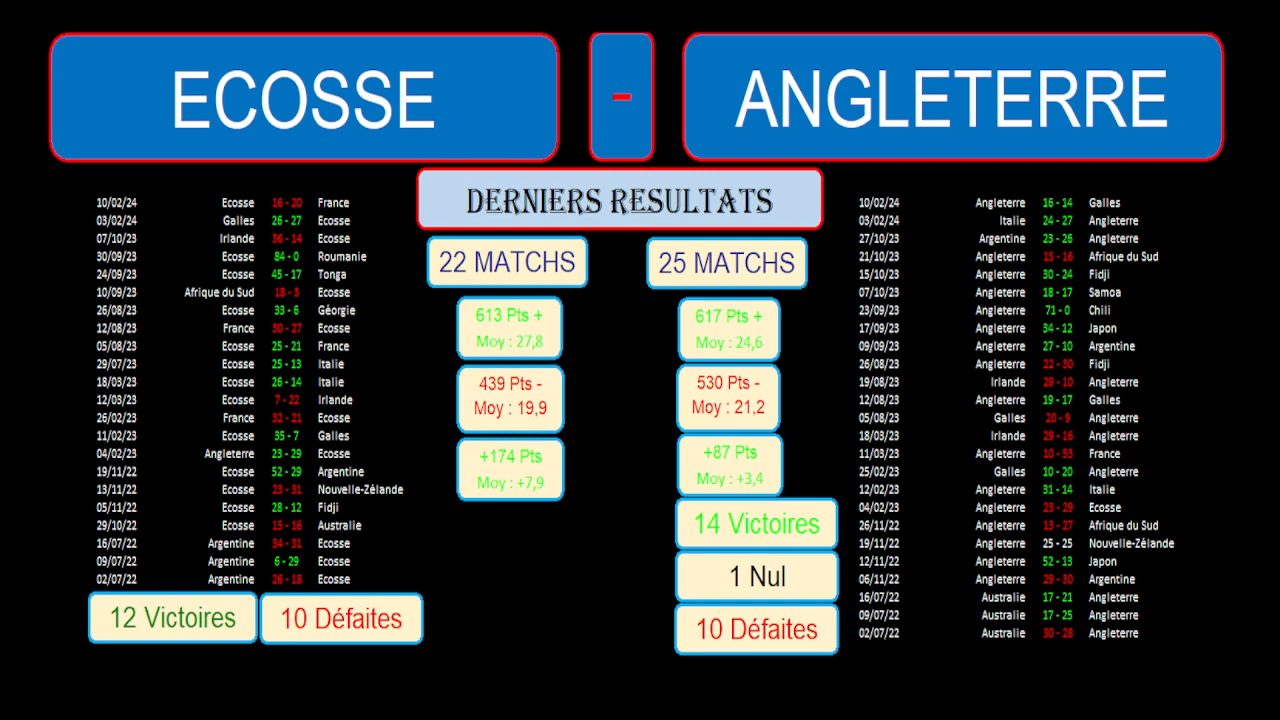 ECOSSE - ANGLETERRE
DERNIERS RESULTATS
10/02/24 Ecosse 16 - 20 France
03/02/24 Galles 26 - 27 Ecosse
07/10/23 Irlande 36 - 14 Ecosse
30/09/23 Ecosse 84 - 0 Roumanie
24/09/23 Ecosse 45 - 17 Tonga
10/09/23 Afrique du Sud 18 - 3 Ecosse
26/08/23 Ecosse 33 - 6 Géorgie
12/08/23 France 30 - 27 Ecosse
05/08/23 Ecosse 25 - 21 France
29/07/23 Ecosse 25 - 13 Italie
18/03/23 Ecosse 26 - 14 Italie
12/03/23 Ecosse 7 - 22 Irlande
26/02/23 France 32 - 21 Ecosse
11/02/23 Ecosse 35 - 7 Galles
04/02/23 Angleterre 23 - 29 Ecosse
19/11/22 Ecosse 52 - 29 Argentine
13/11/22 Ecosse 23 - 31 Nouvelle-Zélande
05/11/22 Ecosse 28 - 12 Fidji
29/10/22 Ecosse 15 - 16 Australie
16/07/22 Argentine 34 - 31 Ecosse
09/07/22 Argentine 6 - 29 Ecosse
02/07/22 Argentine 26 - 18 Ecosse
12 Victoires 10 Défaites
22 MATCHS
613 Pts +
Moy : 27,8
439 Pts -
Moy : 19,9
+174 Pts
Moy : +7,9
25 MATCHS
617 Pts +
Moy : 24,6
530 Pts -
Moy : 21,2
+87 Pts
Moy : +3,4
14 Victoires
1 Nul
10 Défaites
10/02/24 Angleterre 16 - 14 Galles
03/02/24 Italie 24 - 27 Angleterre
27/10/23 Argentine 23 - 26 Angleterre
21/10/23 Angleterre 15 - 16 Afrique du Sud
15/10/23 Angleterre 30 - 24 Fidji
07/10/23 Angleterre 18 - 17 Samoa
23/09/23 Angleterre 71 - 0 Chili
17/09/23 Angleterre 34 - 12 Japon
09/09/23 Angleterre 27 - 10 Argentine
26/08/23 Angleterre 22 - 30 Fidji
19/08/23 Irlande 29 - 10 Angleterre
12/08/23 Angleterre 19 - 17 Galles
05/08/23 Galles 20 - 9 Angleterre
18/03/23 Irlande 29 - 16 Angleterre
11/03/23 Angleterre 10 - 53 France
25/02/23 Galles 10 - 20 Angleterre
12/02/23 Angleterre 31 - 14 Italie
04/02/23 Angleterre 23 - 29 Ecosse
26/11/22 Angleterre 13 - 27 Afrique du Sud
19/11/22 Angleterre 25 - 25 Nouvelle-Zélande
12/11/22 Angleterre 52 - 13 Japon
06/11/22 Angleterre 29 - 30 Argentine
16/07/22 Australie 17 - 21 Angleterre
09/07/22 Australie 17 - 25 Angleterre
02/07/22 Australie 30 - 28 Angleterre